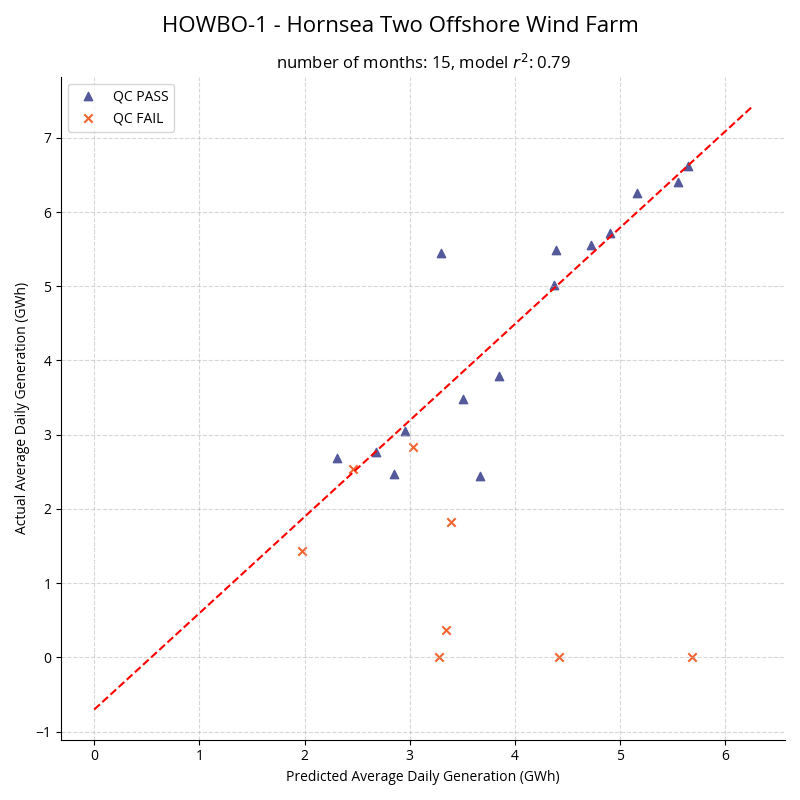 HOWBO-1 - Hornsea Two Offshore Wind Farm
number of months: 15, model r²: 0.79
QC PASS
QC FAIL
7
6
5
4
3
2
1
0
−1
Actual Average Daily Generation (GWh)
0 1 2 3 4 5 6
Predicted Average Daily Generation (GWh)